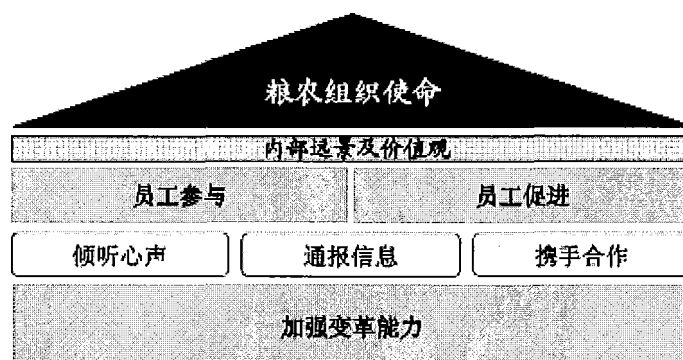 粮农组织使命
内部远景及价值观
员工参与
员工促进
倾听心声
通报信息
携手合作
加强变革能力